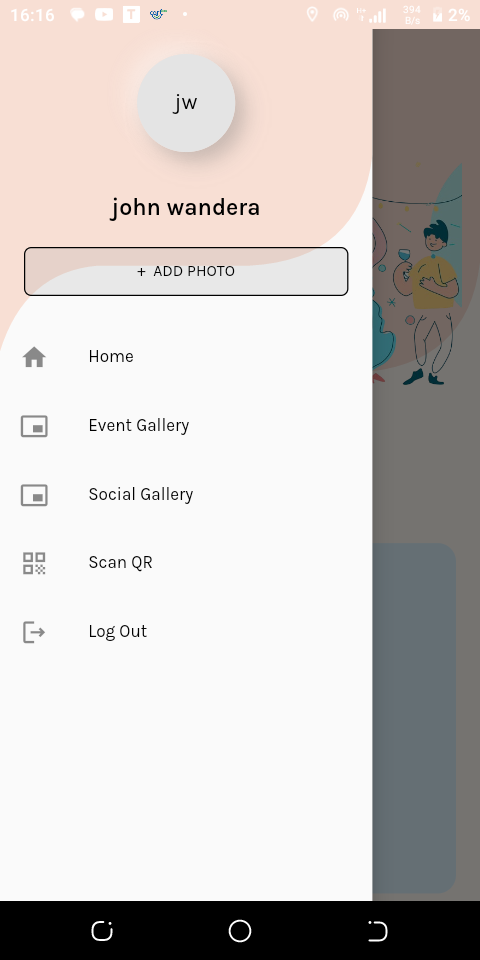 16:16
T
394
B/s
2%
jw
john wandera
+ ADD PHOTO
Home
Event Gallery
Social Gallery
Scan QR
Log Out